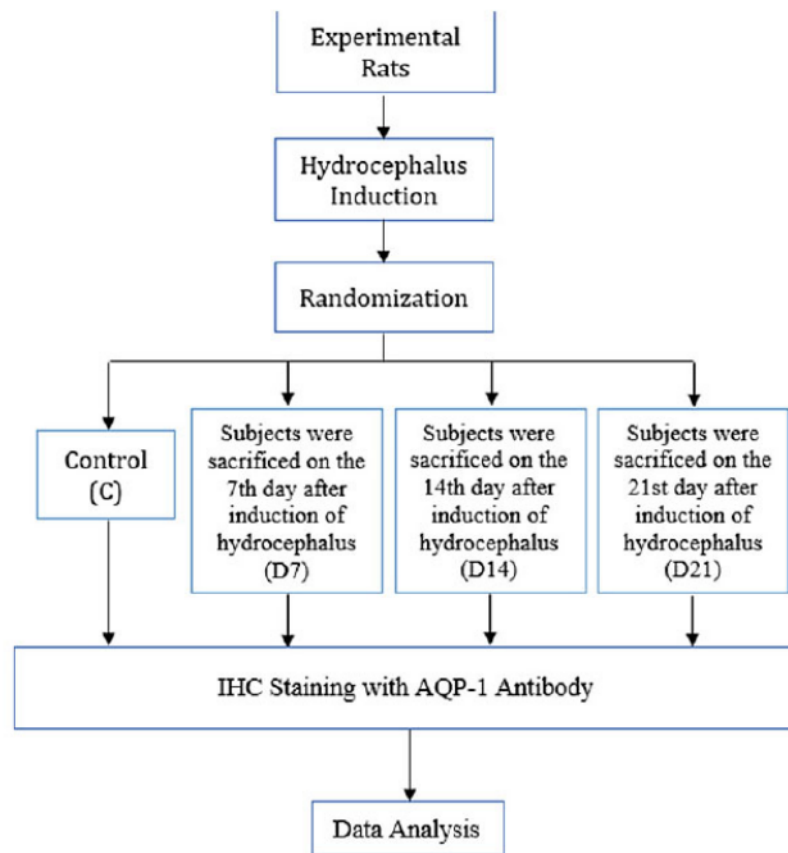 Experimental
Rats
Hydrocephalus
Induction
Randomization
Control
(C)
Subjects were
sacrificed on the
7th day after
induction of
hydrocephalus
(D7)
Subjects were
sacrificed on the
14th day after
induction of
hydrocephalus
(D14)
Subjects were
sacrificed on the
21st day after
induction of
hydrocephalus
(D21)
IHC Staining with AQP-1 Antibody
Data Analysis